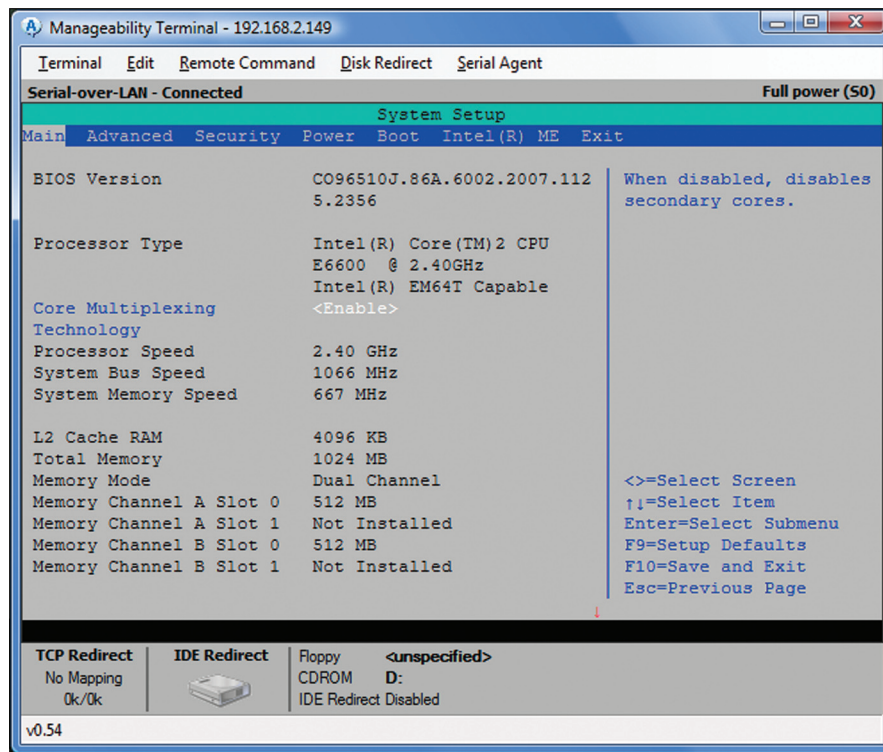 Manageability Terminal - 192.168.2.149
Terminal Edit Remote Command Disk Redirect Serial Agent
Serial-over-LAN - Connected Full power (S0)
System Setup
Main Advanced Security Power Boot Intel(R) ME Exit
BIOS Version CO96510J.86A.6002.2007.112
5.2356
When disabled, disables
secondary cores.
Processor Type Intel(R) Core(TM)2 CPU
E6600 @ 2.40GHz
Intel(R) EM64T Capable
Core Multiplexing <Enable>
Technology
Processor Speed 2.40 GHz
System Bus Speed 1066 MHz
System Memory Speed 667 MHz
L2 Cache RAM 4096 KB
Total Memory 1024 MB
Memory Mode Dual Channel
Memory Channel A Slot 0 512 MB
Memory Channel A Slot 1 Not Installed
Memory Channel B Slot 0 512 MB
Memory Channel B Slot 1 Not Installed
<>=Select Screen
↑↓=Select Item
Enter=Select Submenu
F9=Setup Defaults
F10=Save and Exit
Esc=Previous Page
↓
TCP Redirect
No Mapping
0k/0k
IDE Redirect
Floppy <unspecified>
CDROM D:
IDE Redirect Disabled
v0.54